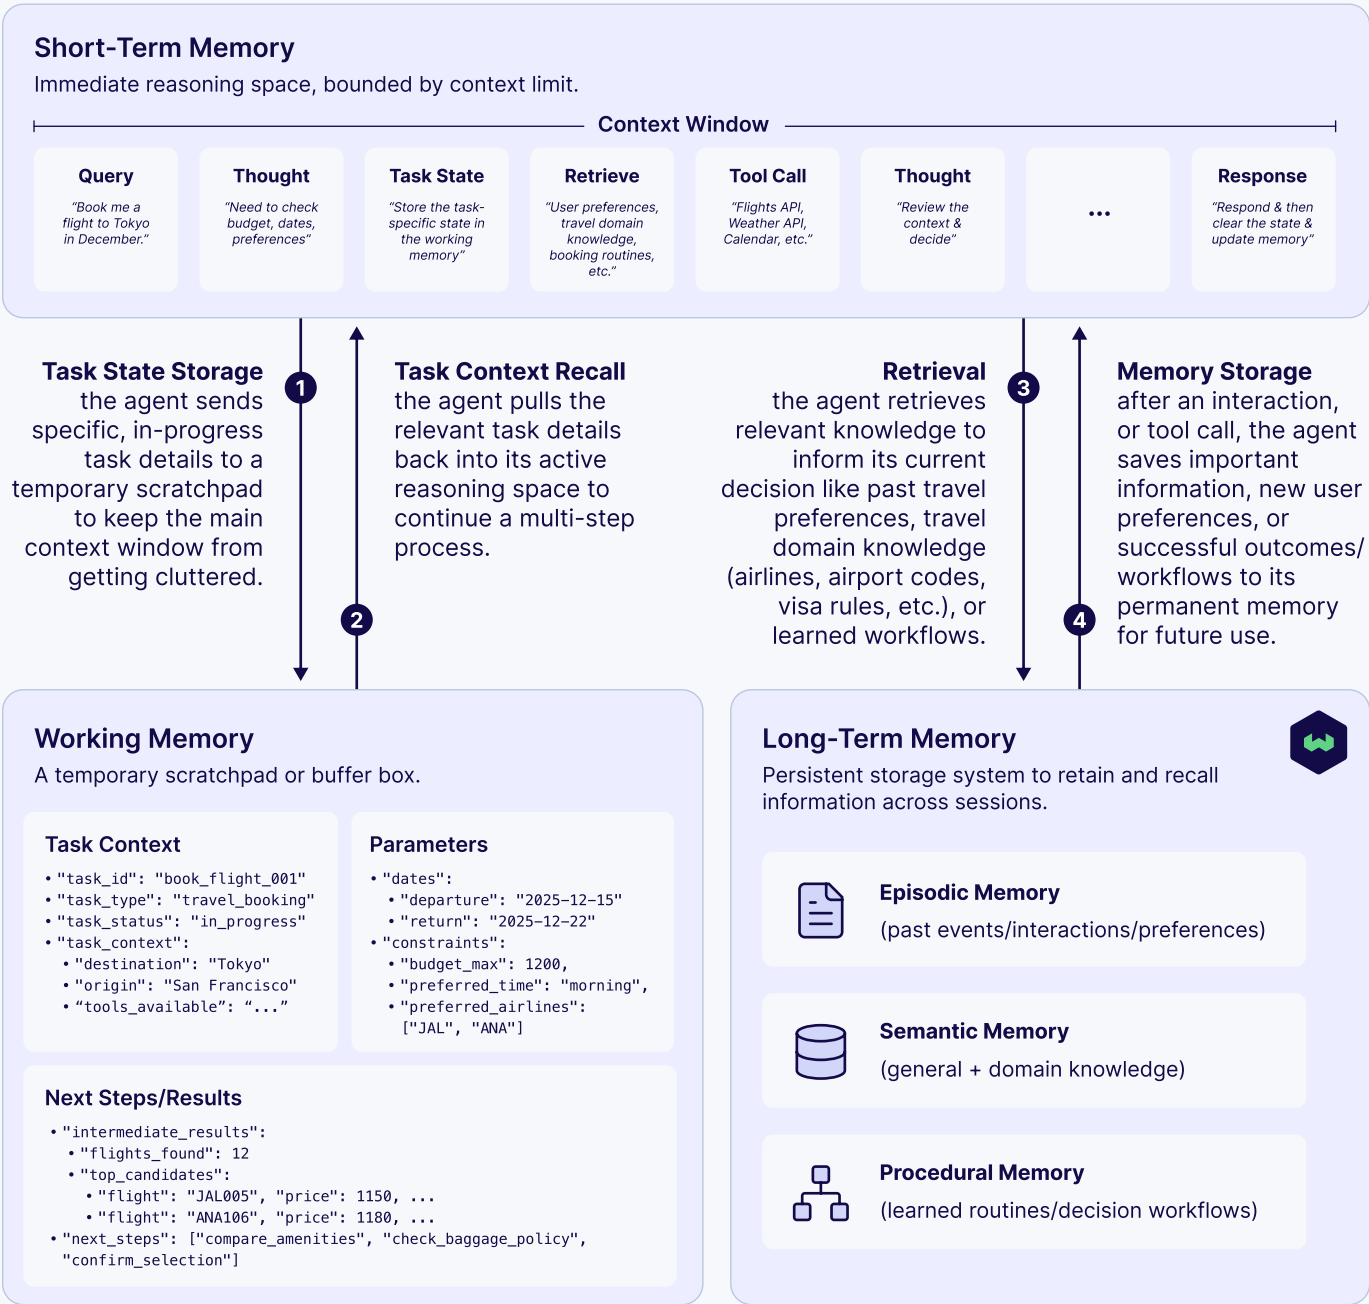 Short-Term Memory
Immediate reasoning space, bounded by context limit.
Context Window
Query
“Book me a
flight to Tokyo
in December.”
Thought
“Need to check
budget, dates,
preferences”
Task State
“Store the task-
specific state in
the working
memory”
Retrieve
“User preferences,
travel domain
knowledge,
booking routines,
etc.”
Tool Call
“Flights API,
Weather API,
Calendar, etc.”
Thought
“Review the
context &
decide”
...
Response
“Respond & then
clear the state &
update memory”
Task State Storage
the agent sends
specific, in-progress
task details to a
temporary scratchpad
to keep the main
context window from
getting cluttered.
1
2
Task Context Recall
the agent pulls the
relevant task details
back into its active
reasoning space to
continue a multi-step
process.
Retrieval
the agent retrieves
relevant knowledge to
inform its current
decision like past travel
preferences, travel
domain knowledge
(airlines, airport codes,
visa rules, etc.), or
learned workflows.
3
4
Memory Storage
after an interaction,
or tool call, the agent
saves important
information, new user
preferences, or
successful outcomes/
workflows to its
permanent memory
for future use.
Working Memory
A temporary scratchpad or buffer box.
Task Context
• "task_id": "book_flight_001"
• "task_type": "travel_booking"
• "task_status": "in_progress"
• "task_context":
• "destination": "Tokyo"
• "origin": "San Francisco"
• “tools_available”: “...”
Parameters
• "dates":
• "departure": "2025-12-15"
• "return": "2025-12-22"
• "constraints":
• "budget_max": 1200,
• "preferred_time": "morning",
• "preferred_airlines":
["JAL", "ANA"]
Next Steps/Results
• "intermediate_results":
• "flights_found": 12
• "top_candidates":
• "flight": "JAL005", "price": 1150, ...
• "flight": "ANA106", "price": 1180, ...
• "next_steps": ["compare_amenities", "check_baggage_policy",
"confirm_selection"]
Long-Term Memory
Persistent storage system to retain and recall
information across sessions.
Episodic Memory
(past events/interactions/preferences)
Semantic Memory
(general + domain knowledge)
Procedural Memory
(learned routines/decision workflows)